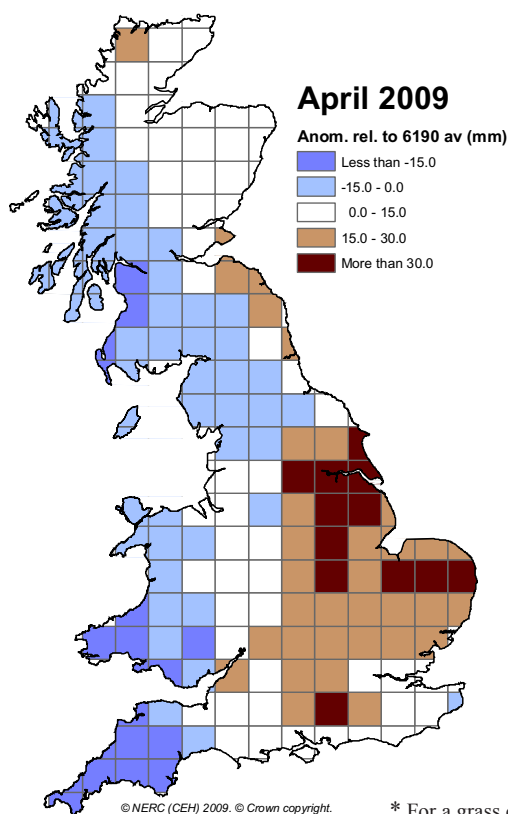 April 2009
Anom. rel. to 6190 av (mm)
Less than -15.0
-15.0 - 0.0
0.0 - 15.0
15.0 - 30.0
More than 30.0
© NERC (CEH) 2009. © Crown copyright.
* For a grass